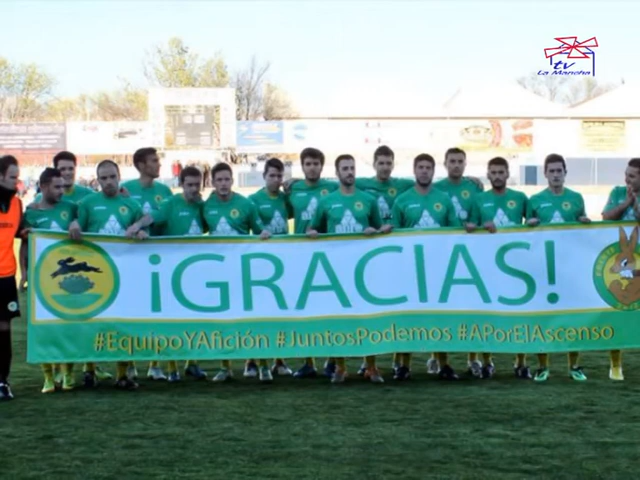 tv
La Mancha
¡GRACIAS!
#EquipoYAfición #JuntosPodemos #APorElAscenso